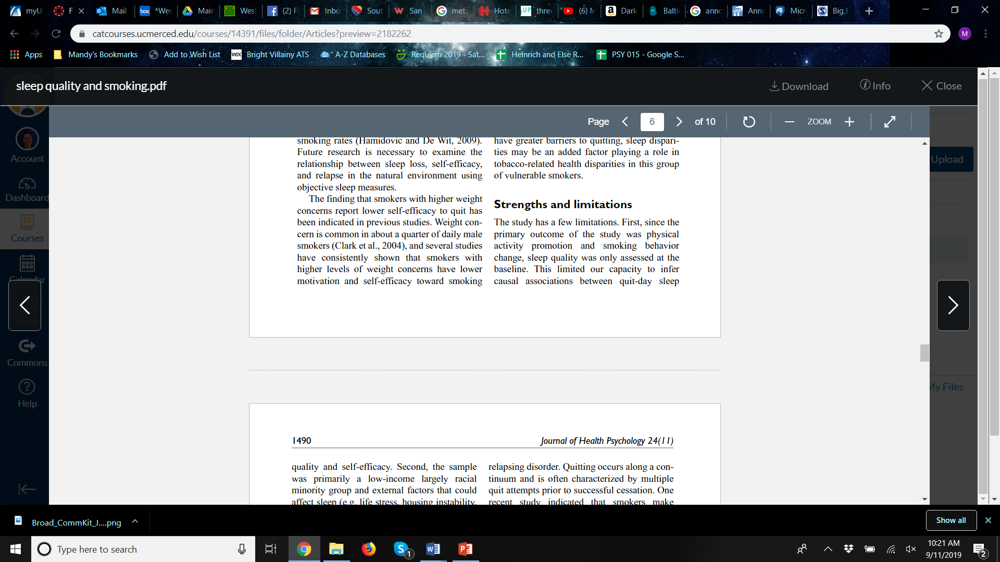 myU
F
Mail
*Wee
Main
West
(2) F
Inbo
Sout
San
meta
Hote
thre
(6) M
Dark
Balti
anno
Anno
Micr
Big F
catcourses.ucmerced.edu/courses/14391/files/folder/Articles?preview=2182262
M
Apps
Mandy's Bookmarks
Add to Wish List
WIX
Bright Villainy ATS
A-Z Databases
Requiem 2019 - Sat...
Heinrich and Else R...
PSY 015 - Google S...
sleep quality and smoking.pdf
Download
Info
Close
Page
6
of 10
ZOOM
Account
Dashboard
Courses
Calendar
Inbox
Commons
Help
Upload
My Files
smoking rates (Hamidovic and De Wit, 2009).
Future research is necessary to examine the
relationship between sleep loss, self-efficacy,
and relapse in the natural environment using
objective sleep measures.
The finding that smokers with higher weight
concerns report lower self-efficacy to quit has
been indicated in previous studies. Weight con-
cern is common in about a quarter of daily male
smokers (Clark et al., 2004), and several studies
have consistently shown that smokers with
higher levels of weight concerns have lower
motivation and self-efficacy toward smoking
have greater barriers to quitting, sleep dispari-
ties may be an added factor playing a role in
tobacco-related health disparities in this group
of vulnerable smokers.
Strengths and limitations
The study has a few limitations. First, since the
primary outcome of the study was physical
activity promotion and smoking behavior
change, sleep quality was only assessed at the
baseline. This limited our capacity to infer
causal associations between quit-day sleep
1490
Journal of Health Psychology 24(11)
quality and self-efficacy. Second, the sample
was primarily a low-income largely racial
minority group and external factors that could
affect sleep (e.g. life stress, housing instability,
relapsing disorder. Quitting occurs along a con-
tinuum and is often characterized by multiple
quit attempts prior to successful cessation. One
recent study indicated that smokers make
Broad_CommKit_J....png
Show all
Type here to search
1
10:21 AM
9/11/2019
2